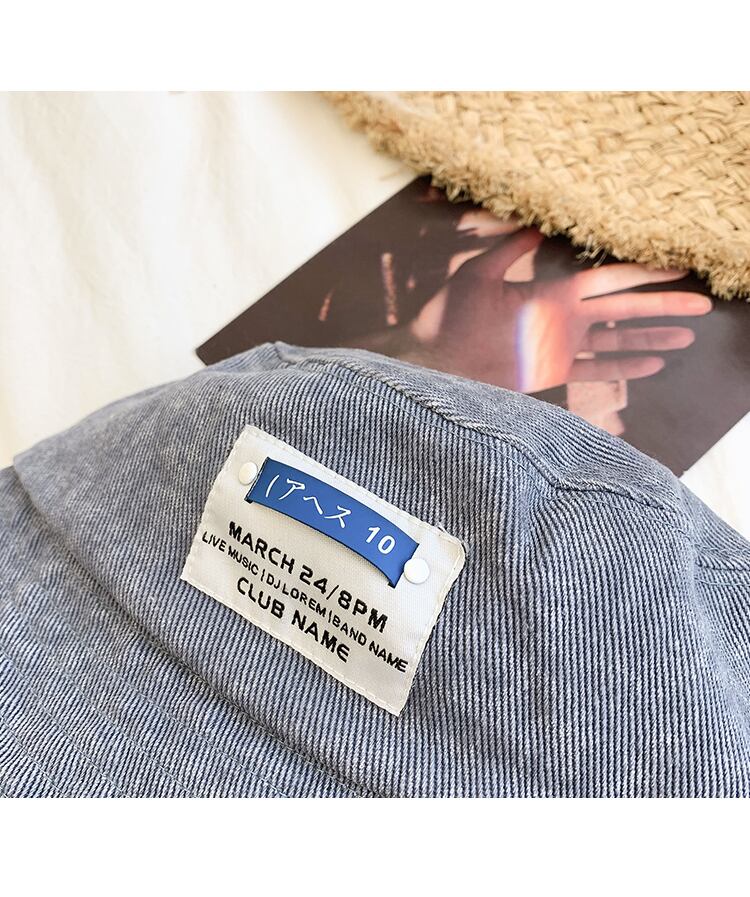 (アヘス 10
MARCH 24/8PM
LIVE MUSIC | DJ LOREM | BAND NAME
CLUB NAME